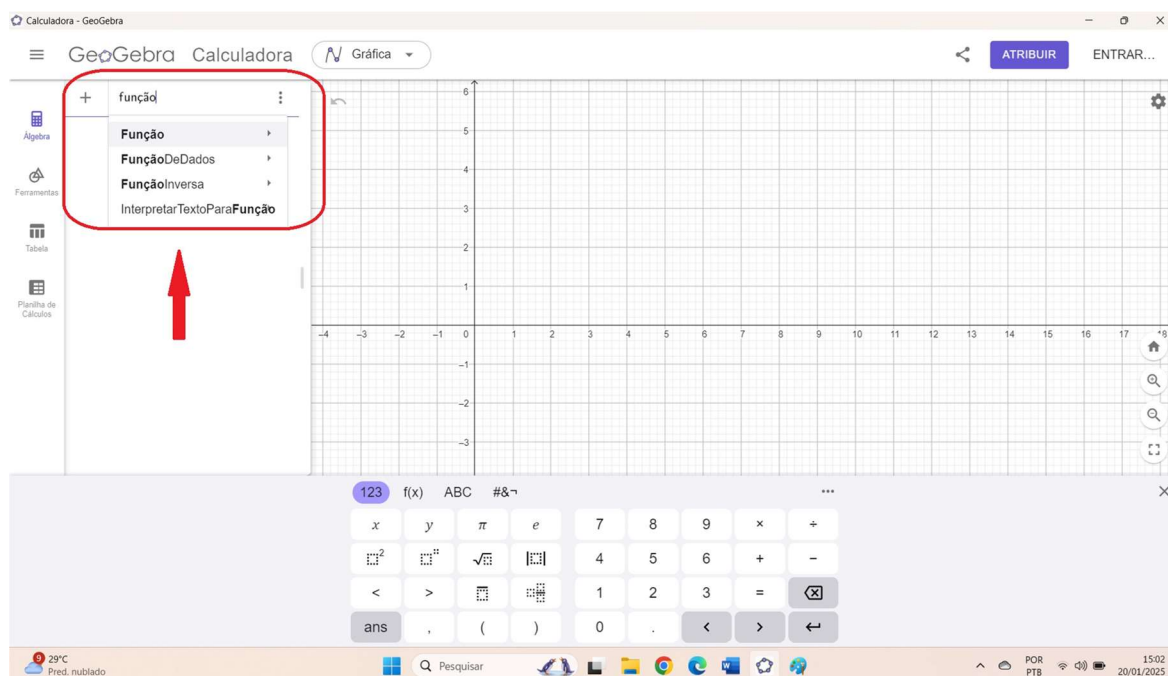 Calculadora - GeoGebra
GeoGebra Calculadora Gráfica ATRIBUIR ENTRAR...
+ função
Função
FunçãoDeDados
FunçãoInversa
InterpretarTextoParaFunção
Álgebra
Ferramentas
Tabela
Planilha de
Cálculos
6
5
4
3
2
1
-4 -3 -2 -1 0 1 2 3 4 5 6 7 8 9 10 11 12 13 14 15 16 17 18
-1
-2
-3
123 f(x) ABC #&¬ ...
x y π e 7 8 9 × ÷
2 √ 4 5 6 + −
< > 1 2 3 =
ans , ( ) 0 . < >
9 29°C
Pred. nublado
Pesquisar
POR
PTB
15:02
20/01/2025